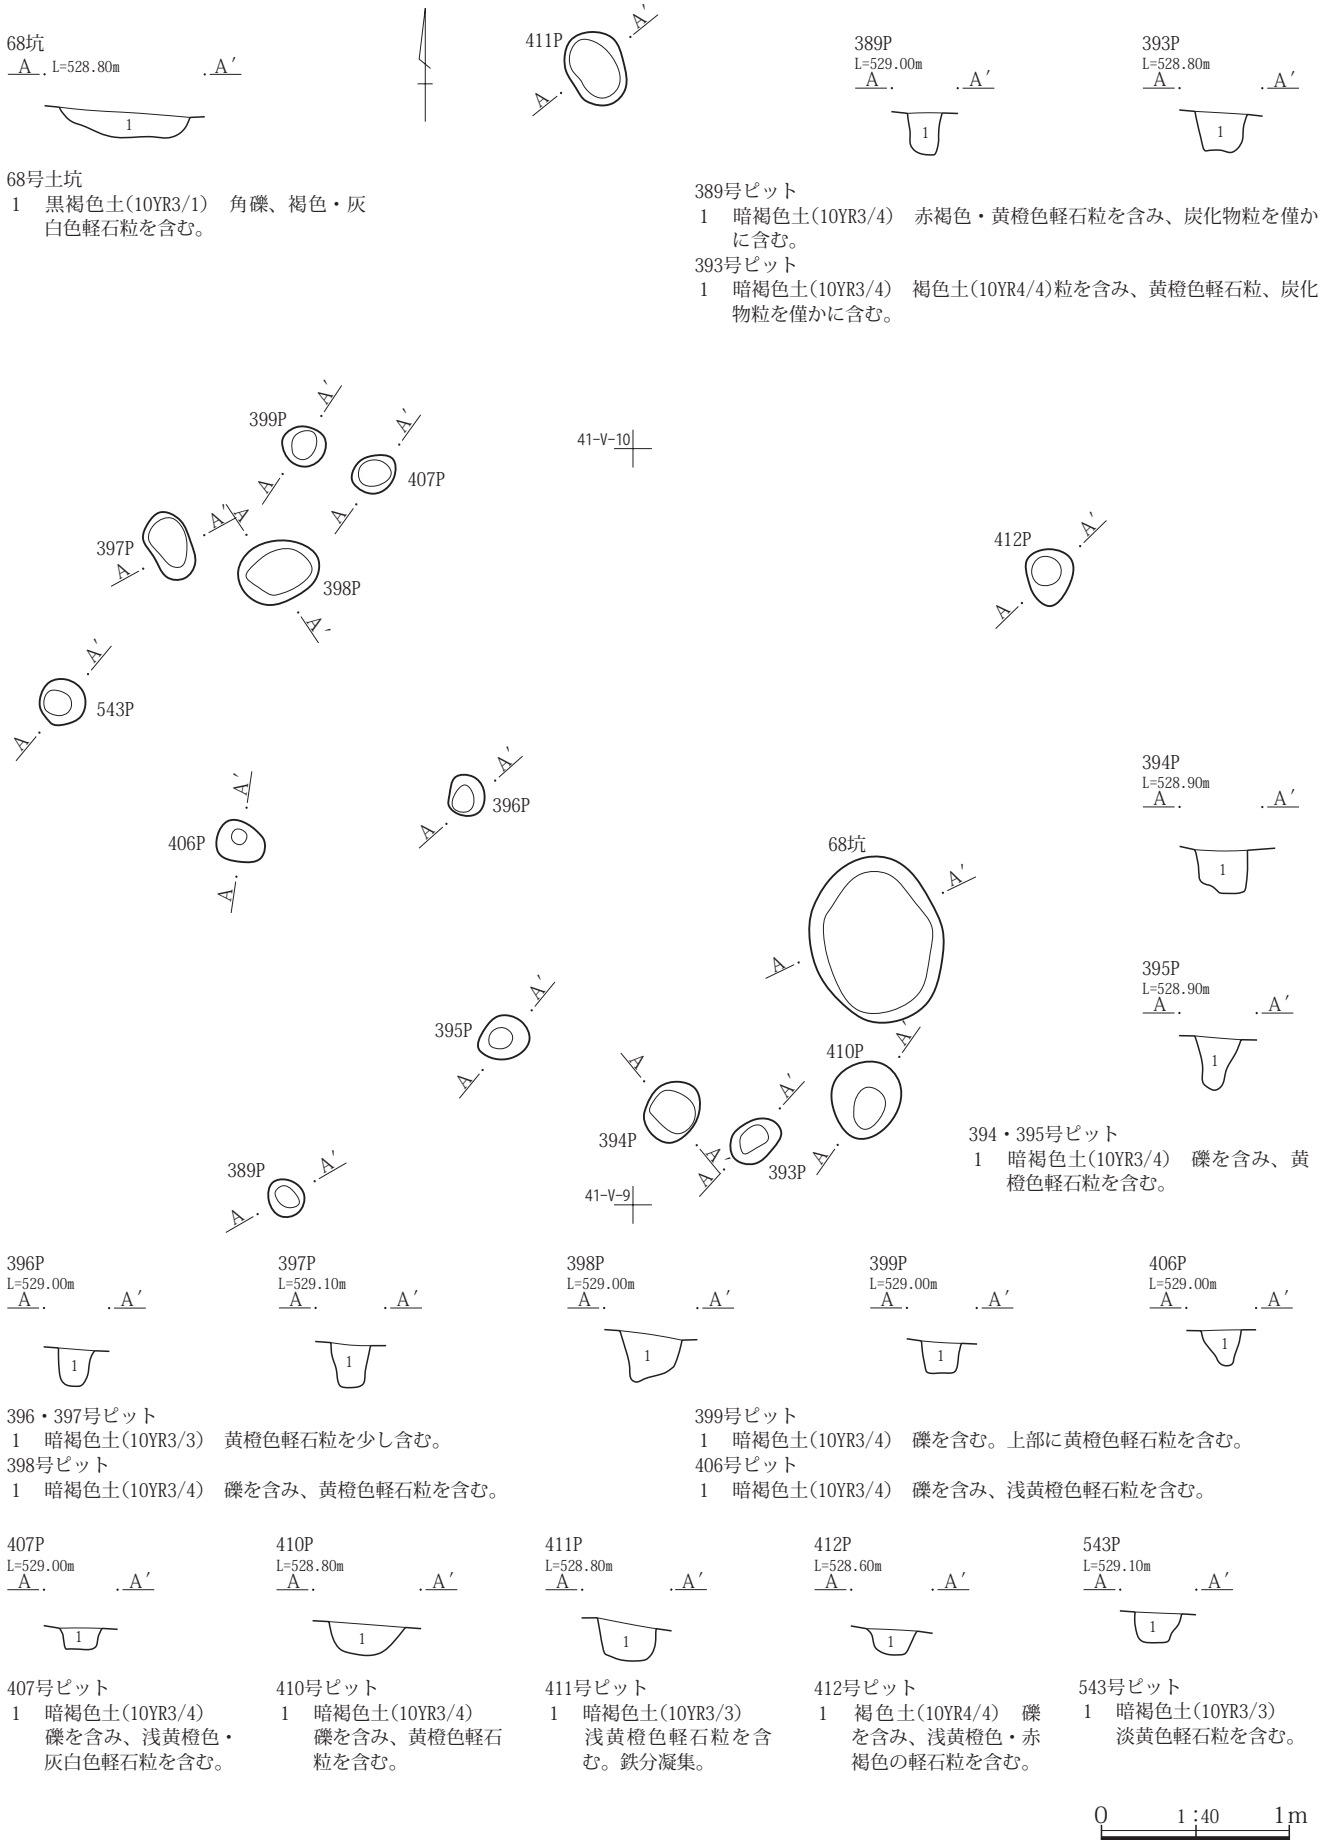 68坑
A . L=528.80m . A′
1
68号土坑
1 黒褐色土(10YR3/1) 角礫、褐色・灰
白色軽石粒を含む。
411P
A′
A
389P
L=529.00m
A . . A′
1
393P
L=528.80m
A . . A′
1
389号ピット
1 暗褐色土(10YR3/4) 赤褐色・黄橙色軽石粒を含み、炭化物粒を僅か
に含む。
393号ピット
1 暗褐色土(10YR3/4) 褐色土(10YR4/4)粒を含み、黄橙色軽石粒、炭化
物粒を僅かに含む。
399P
A′
A
407P
A′
A
41-V-10
397P
A′
A
398P
A
A′
412P
A′
A
543P
A′
A
406P
A′
A
396P
A′
A
394P
L=528.90m
A . . A′
1
68坑
A′
A
395P
L=528.90m
A . . A′
1
395P
A′
A
410P
A′
A
394P
A
A′
393P
A′
A
394・395号ピット
1 暗褐色土(10YR3/4) 礫を含み、黄
橙色軽石粒を含む。
389P
A′
A
41-V-9
396P
L=529.00m
A . . A′
1
397P
L=529.10m
A . . A′
1
398P
L=529.00m
A . . A′
1
399P
L=529.00m
A . . A′
1
406P
L=529.00m
A . . A′
1
396・397号ピット
1 暗褐色土(10YR3/3) 黄橙色軽石粒を少し含む。
398号ピット
1 暗褐色土(10YR3/4) 礫を含み、黄橙色軽石粒を含む。
399号ピット
1 暗褐色土(10YR3/4) 礫を含む。上部に黄橙色軽石粒を含む。
406号ピット
1 暗褐色土(10YR3/4) 礫を含み、浅黄橙色軽石粒を含む。
407P
L=529.00m
A . . A′
1
410P
L=528.80m
A . . A′
1
411P
L=528.80m
A . . A′
1
412P
L=528.60m
A . . A′
1
543P
L=529.10m
A . . A′
1
407号ピット
1 暗褐色土(10YR3/4)
礫を含み、浅黄橙色・
灰白色軽石粒を含む。
410号ピット
1 暗褐色土(10YR3/4)
礫を含み、黄橙色軽石
粒を含む。
411号ピット
1 暗褐色土(10YR3/3)
浅黄橙色軽石粒を含
む。鉄分凝集。
412号ピット
1 褐色土(10YR4/4) 礫
を含み、浅黄橙色・赤
褐色の軽石粒を含む。
543号ピット
1 暗褐色土(10YR3/3)
淡黄色軽石粒を含む。
0 1:40 1m